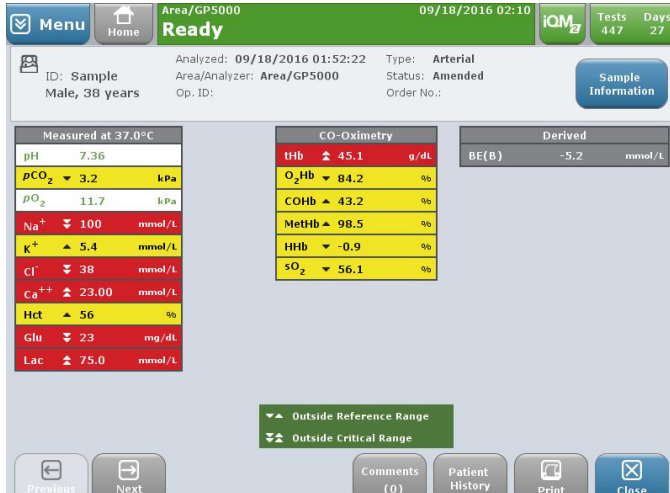 Menu
Home
Area/GP5000 09/18/2016 02:10
Ready
iQM2
Tests Days
447 27
ID: Sample
Male, 38 years
Analyzed: 09/18/2016 01:52:22
Area/Analyzer: Area/GP5000
Op. ID:
Type: Arterial
Status: Amended
Order No.:
Sample
Information
Measured at 37.0°C
pH 7.36
pCO₂ ▼ 3.2 kPa
pO₂ 11.7 kPa
Na⁺ ⯯ 100 mmol/L
K⁺ ▲ 5.4 mmol/L
Cl⁻ ⯯ 38 mmol/L
Ca⁺⁺ ⯭ 23.00 mmol/L
Hct ▲ 56 %
Glu ⯯ 23 mg/dL
Lac ⯭ 75.0 mmol/L
CO-Oximetry
tHb ⯭ 45.1 g/dL
O₂Hb ▼ 84.2 %
COHb ▲ 43.2 %
MetHb ▲ 98.5 %
HHb ▼ -0.9 %
sO₂ ▼ 56.1 %
Derived
BE(B) -5.2 mmol/L
▼▲ Outside Reference Range
⯯⯭ Outside Critical Range
Previous
Next
Comments
(0)
Patient
History
Print
Close